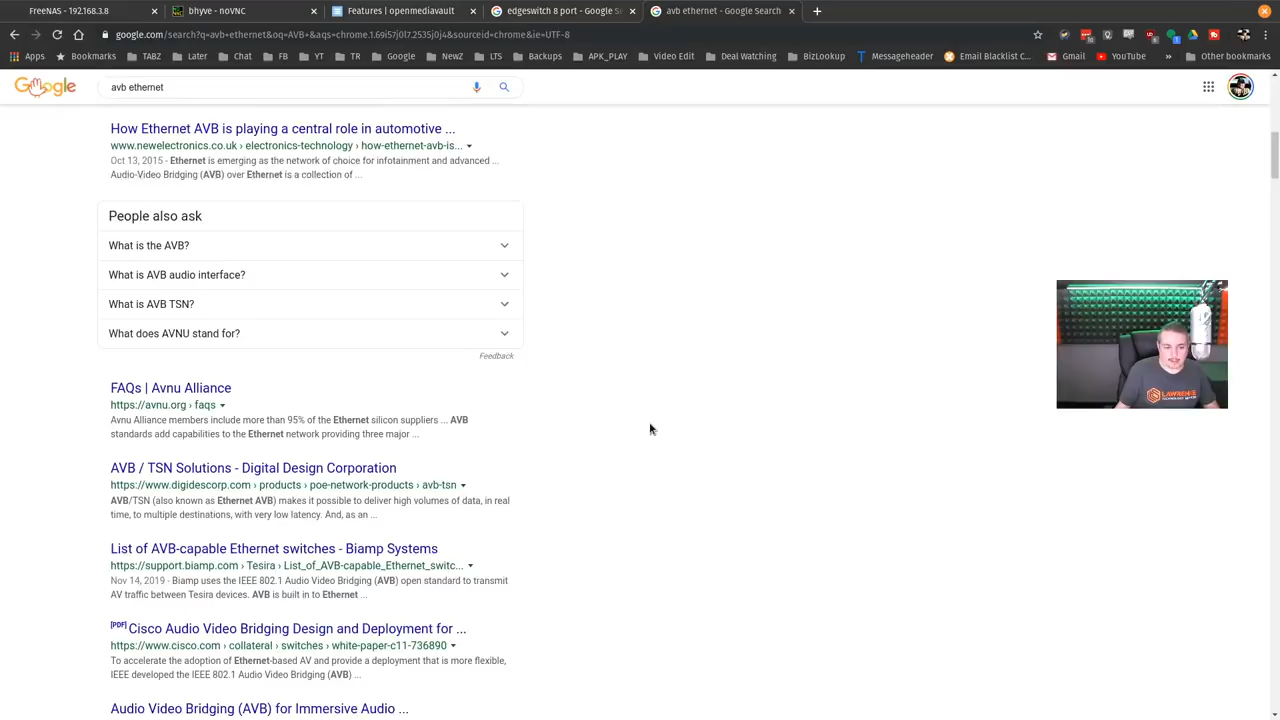 FreeNAS - 192.168.3.8
bhyve - noVNC
Features | openmediavault
edgeswitch 8 port - Google Se
avb ethernet - Google Search
google.com/search?q=avb+ethernet&oq=AVB+&aqs=chrome.1.69i57j0l7.2535j0j4&sourceid=chrome&ie=UTF-8
Apps
Bookmarks
TABZ
Later
Chat
FB
YT
TR
Google
NewZ
LTS
Bounces
APK_PLAY
Video Edit
Deal Watching
BizLookup
Messageheader
Email Blacklist C...
Gmail
YouTube
»
Other bookmarks
Google
avb ethernet
How Ethernet AVB is playing a central role in automotive ...
www.newelectronics.co.uk › electronics-technology › how-ethernet-avb-is...
Oct 13, 2015 - Ethernet is emerging as the network of choice for infotainment and advanced ...
Audio-Video Bridging (AVB) over Ethernet is a collection of ...
People also ask
What is the AVB?
What is AVB audio interface?
What is AVB TSN?
What does AVNU stand for?
Feedback
FAQs | Avnu Alliance
https://avnu.org › faqs
Avnu Alliance members include more than 95% of the Ethernet silicon suppliers ... AVB
standards add capabilities to the Ethernet network providing three major ...
AVB / TSN Solutions - Digital Design Corporation
https://www.digidescorp.com › products › poe-network-products › avb-tsn
AVB/TSN (also known as Ethernet AVB) makes it possible to deliver high volumes of data, in real
time, to multiple destinations, with very low latency. And, as an ...
List of AVB-capable Ethernet switches - Biamp Systems
https://support.biamp.com › Tesira › List_of_AVB-capable_Ethernet_switc...
Nov 14, 2019 - Biamp uses the IEEE 802.1 Audio Video Bridging (AVB) open standard to transmit
AV traffic between Tesira devices. AVB is built in to Ethernet ...
[PDF] Cisco Audio Video Bridging Design and Deployment for ...
https://www.cisco.com › collateral › switches › white-paper-c11-736890
To accelerate the adoption of Ethernet-based AV and provide a deployment that is more flexible,
IEEE developed the IEEE 802.1 Audio Video Bridging (AVB) ...
Audio Video Bridging (AVB) for Immersive Audio ...
LAWRENCE